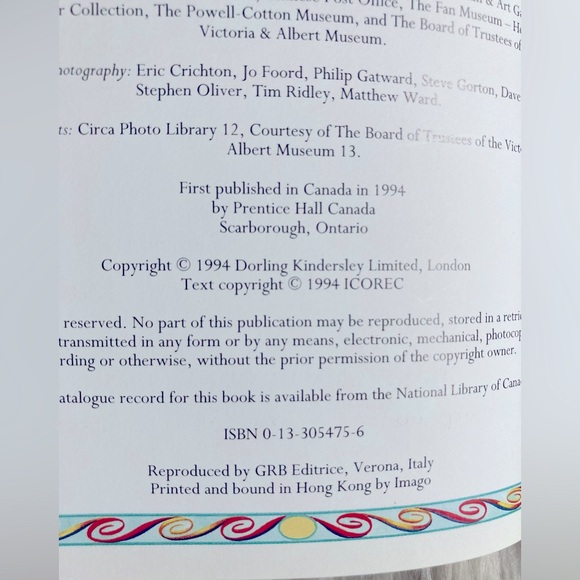 Post Office, The Fan Museum – H
r Collection, The Powell-Cotton Museum, and The Board of Trustees of
Victoria & Albert Museum.
hotography: Eric Crichton, Jo Foord, Philip Gatward, Steve Gorton, Dave
Stephen Oliver, Tim Ridley, Matthew Ward.
ts: Circa Photo Library 12, Courtesy of The Board of Trustees of the Vict
Albert Museum 13.
First published in Canada in 1994
by Prentice Hall Canada
Scarborough, Ontario
Copyright © 1994 Dorling Kindersley Limited, London
Text copyright © 1994 ICOREC
reserved. No part of this publication may be reproduced, stored in a retri
transmitted in any form or by any means, electronic, mechanical, photocop
rding or otherwise, without the prior permission of the copyright owner.
atalogue record for this book is available from the National Library of Cana
ISBN 0-13-305475-6
Reproduced by GRB Editrice, Verona, Italy
Printed and bound in Hong Kong by Imago